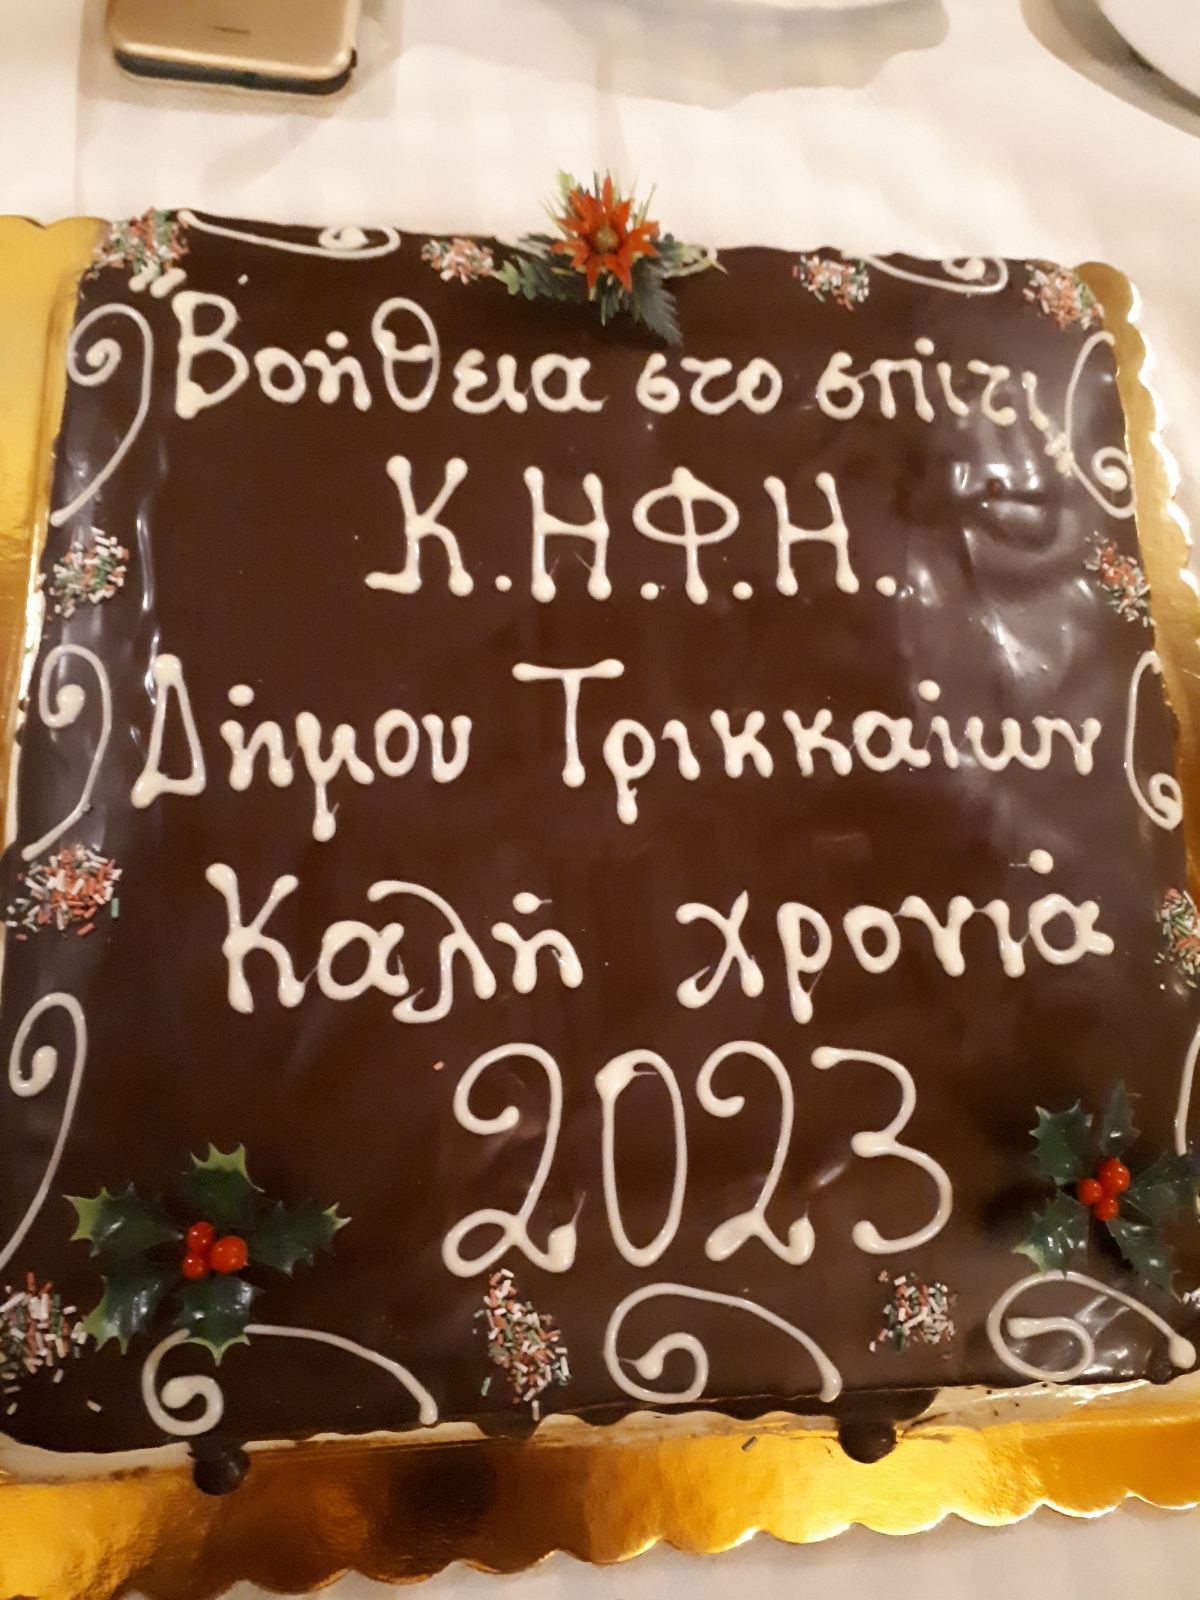 Βοήθεια στο σπίτι
Κ.Η.Φ.Η.
Δήμου Τρικκαίων
Καλή χρονιά
2023